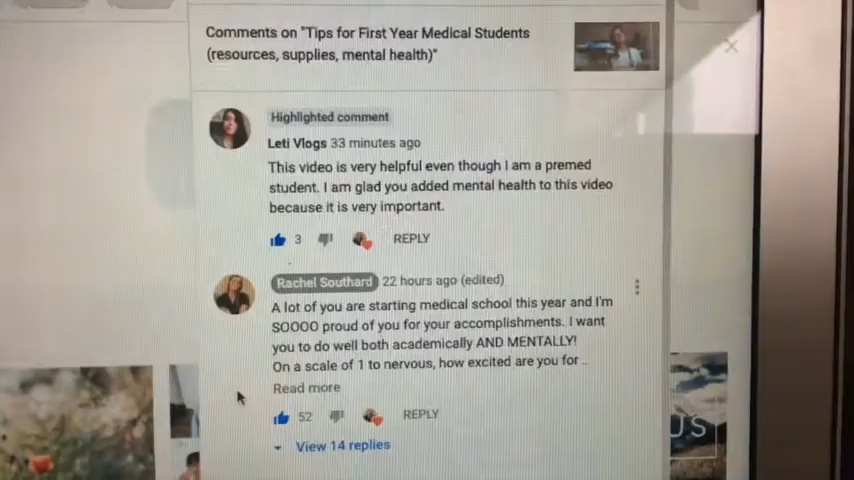 Comments on "Tips for First Year Medical Students
(resources, supplies, mental health)"
Highlighted comment
Leti Vlogs 33 minutes ago
This video is very helpful even though I am a premed
student. I am glad you added mental health to this video
because it is very important.
3 REPLY
Rachel Southard 22 hours ago (edited)
A lot of you are starting medical school this year and I'm
SOOOO proud of you for your accomplishments. I want
you to do well both academically AND MENTALLY!
On a scale of 1 to nervous, how excited are you for ..
Read more
52 REPLY
View 14 replies
US